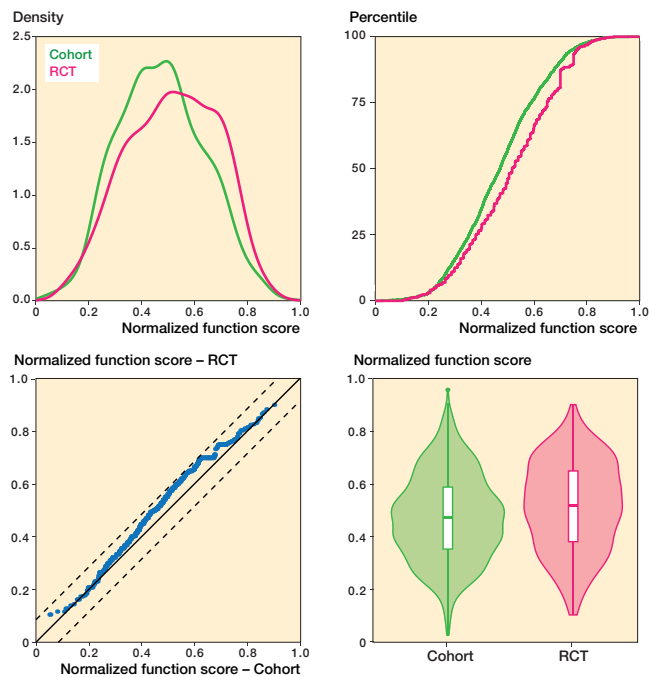 Density
2.5
2.0
1.5
1.0
0.5
0.0
Cohort
RCT
0 0.2 0.4 0.6 0.8 1.0
Normalized function score
Percentile
100
75
50
25
0
0 0.2 0.4 0.6 0.8 1.0
Normalized function score
Normalized function score – RCT
1.0
0.8
0.6
0.4
0.2
0
0 0.2 0.4 0.6 0.8 1.0
Normalized function score – Cohort
Normalized function score
1.0
0.8
0.6
0.4
0.2
0
Cohort RCT